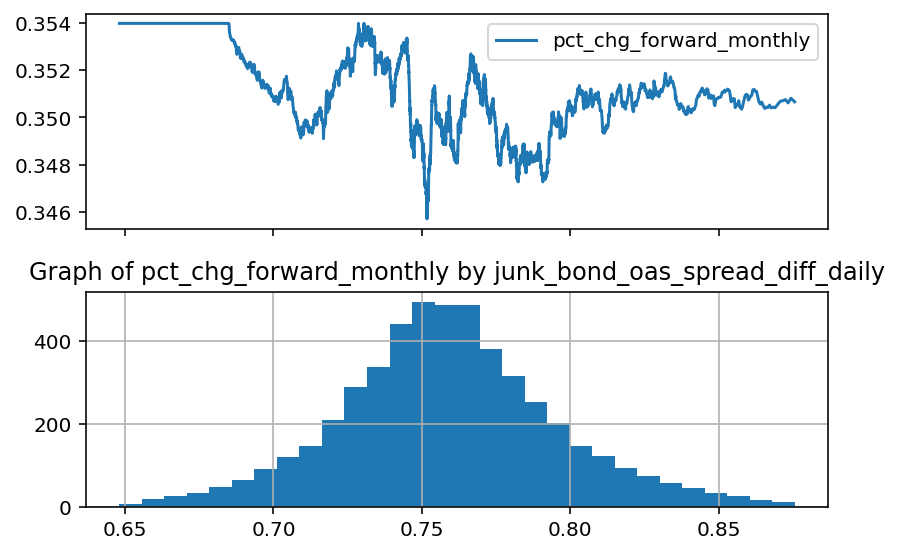 0.354
pct_chg_forward_monthly
0.352
0.350
0.348
0.346
Graph of pct_chg_forward_monthly by junk_bond_oas_spread_diff_daily
400
200
0
0.65 0.70 0.75 0.80 0.85